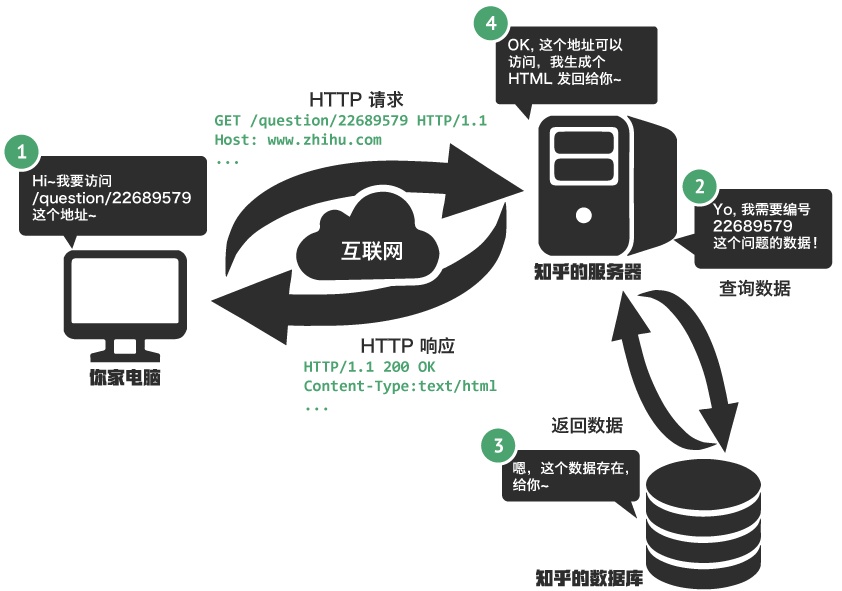 4
OK, 这个地址可以
访问，我生成个
HTML 发回给你~
HTTP 请求
GET /question/22689579 HTTP/1.1
Host: www.zhihu.com
...
1
Hi~我要访问
/question/22689579
这个地址~
2
Yo, 我需要编号
22689579
这个问题的数据！
互联网
知乎的服务器
查询数据
HTTP 响应
HTTP/1.1 200 OK
Content-Type:text/html
...
你家电脑
返回数据
3
嗯，这个数据存在，
给你~
知乎的数据库